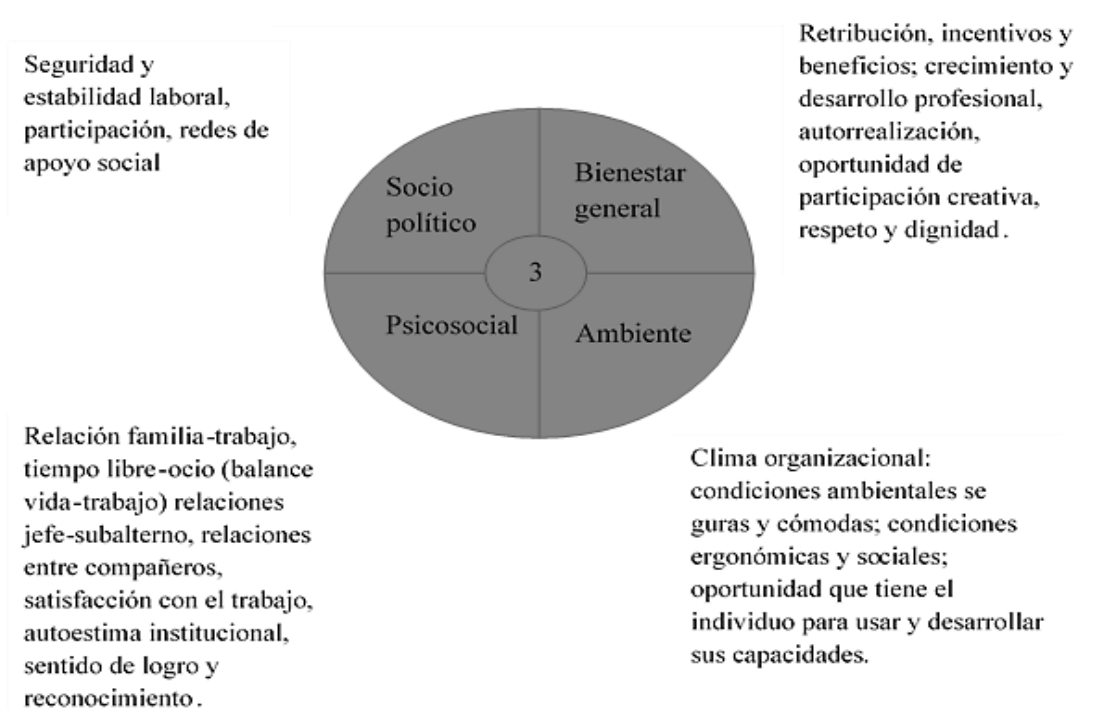 Seguridad y
estabilidad laboral,
participación, redes de
apoyo social
Retribución, incentivos y
beneficios; crecimiento y
desarrollo profesional,
autorrealización,
oportunidad de
participación creativa,
respeto y dignidad.
Socio
político
Bienestar
general
3
Psicosocial
Ambiente
Relación familia-trabajo,
tiempo libre-ocio (balance
vida-trabajo) relaciones
jefe-subalterno, relaciones
entre compañeros,
satisfacción con el trabajo,
autoestima institucional,
sentido de logro y
reconocimiento.
Clima organizacional:
condiciones ambientales se
guras y cómodas; condiciones
ergonómicas y sociales;
oportunidad que tiene el
individuo para usar y desarrollar
sus capacidades.